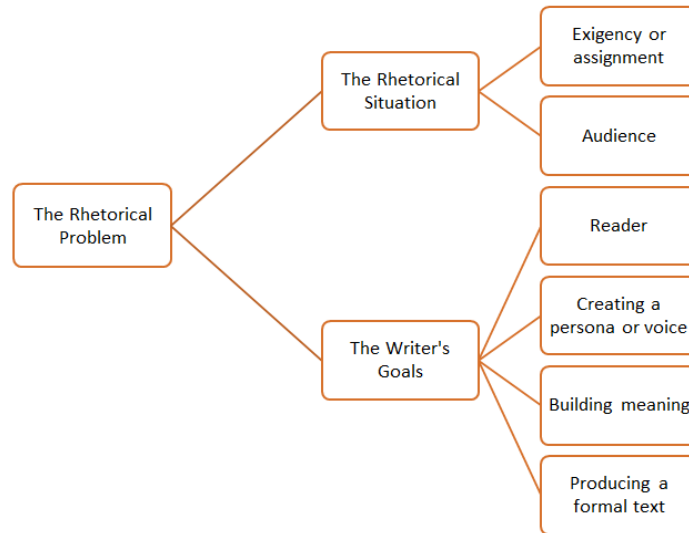 The Rhetorical
Problem
The Rhetorical
Situation
Exigency or
assignment
Audience
The Writer's
Goals
Reader
Creating a
persona or voice
Building meaning
Producing a
formal text